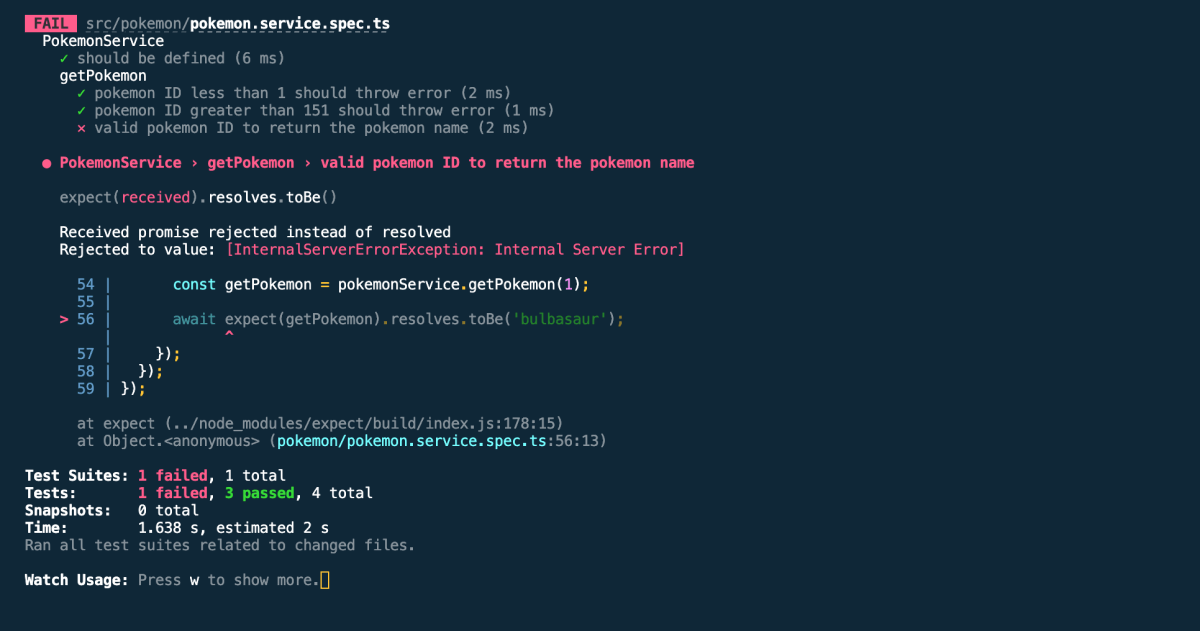 FAIL src/pokemon/pokemon.service.spec.ts
PokemonService
✓ should be defined (6 ms)
getPokemon
✓ pokemon ID less than 1 should throw error (2 ms)
✓ pokemon ID greater than 151 should throw error (1 ms)
✕ valid pokemon ID to return the pokemon name (2 ms)
● PokemonService › getPokemon › valid pokemon ID to return the pokemon name
expect(received).resolves.toBe()
Received promise rejected instead of resolved
Rejected to value: [InternalServerErrorException: Internal Server Error]
54 | const getPokemon = pokemonService.getPokemon(1);
55 |
> 56 | await expect(getPokemon).resolves.toBe('bulbasaur');
| ^
57 | });
58 | });
59 | });
at expect (../node_modules/expect/build/index.js:178:15)
at Object.<anonymous> (pokemon/pokemon.service.spec.ts:56:13)
Test Suites: 1 failed, 1 total
Tests: 1 failed, 3 passed, 4 total
Snapshots: 0 total
Time: 1.638 s, estimated 2 s
Ran all test suites related to changed files.
Watch Usage: Press w to show more.